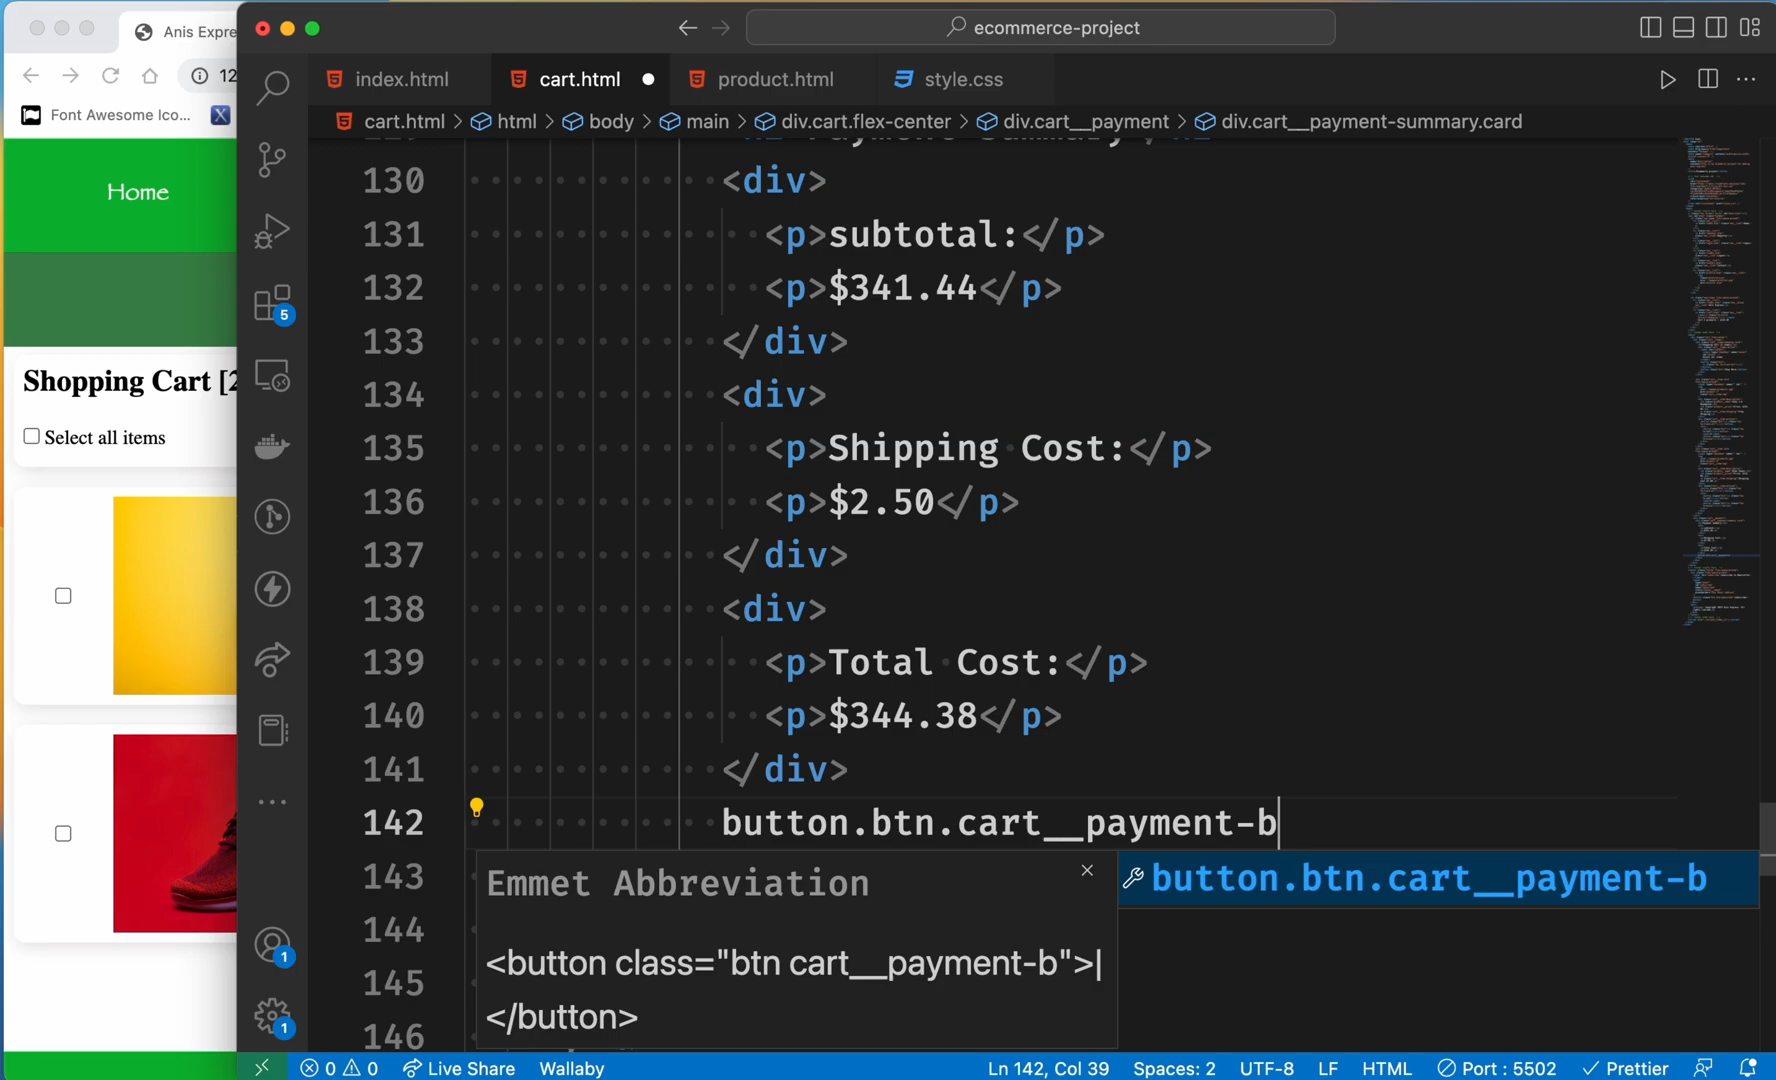 Anis Expre
ecommerce-project
12
Font Awesome Ico...
index.html
cart.html
product.html
style.css
cart.html > html > body > main > div.cart.flex-center > div.cart__payment > div.cart__payment-summary.card
Home
Shopping Cart [2
Select all items
130 <div>
131 <p>subtotal:</p>
132 <p>$341.44</p>
133 </div>
134 <div>
135 <p>Shipping Cost:</p>
136 <p>$2.50</p>
137 </div>
138 <div>
139 <p>Total Cost:</p>
140 <p>$344.38</p>
141 </div>
142 button.btn.cart__payment-b
143
144
145
146
Emmet Abbreviation
<button class="btn cart__payment-b">|
</button>
button.btn.cart__payment-b
5
1
1
0 0 Live Share Wallaby Ln 142, Col 39 Spaces: 2 UTF-8 LF HTML Port : 5502 Prettier